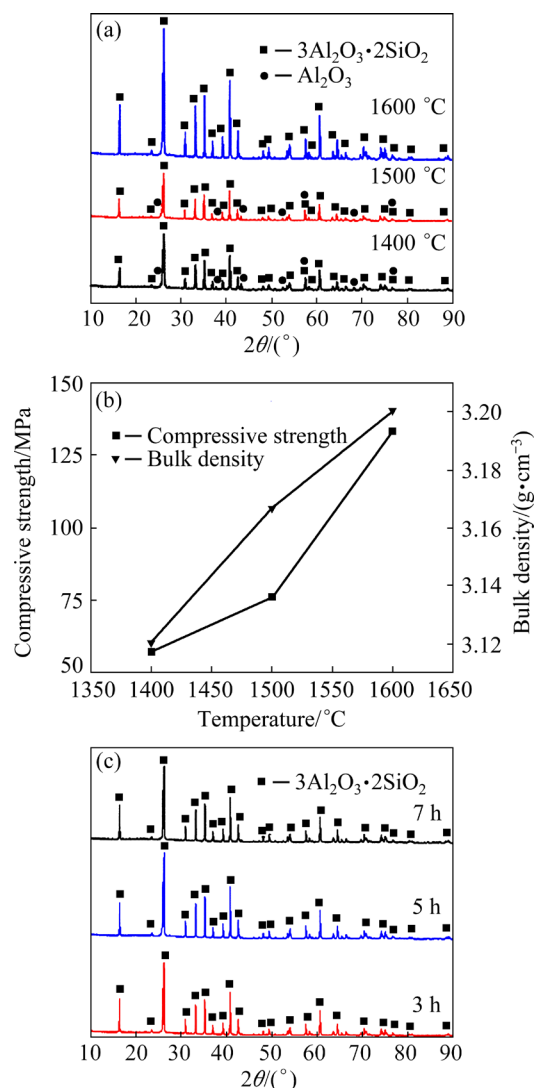 (a)
■ — 3Al₂O₃•2SiO₂
● — Al₂O₃
1600 °C
1500 °C
1400 °C
10 20 30 40 50 60 70 80 90
2θ/(°)
(b)
■ — Compressive strength
▼ — Bulk density
Compressive strength/MPa
150
125
100
75
50
Bulk density/(g•cm⁻³)
3.20
3.19
3.16
3.14
3.12
1350 1400 1450 1500 1550 1600 1650
Temperature/°C
(c)
■ — 3Al₂O₃•2SiO₂
7 h
5 h
3 h
10 20 30 40 50 60 70 80 90
2θ/(°)